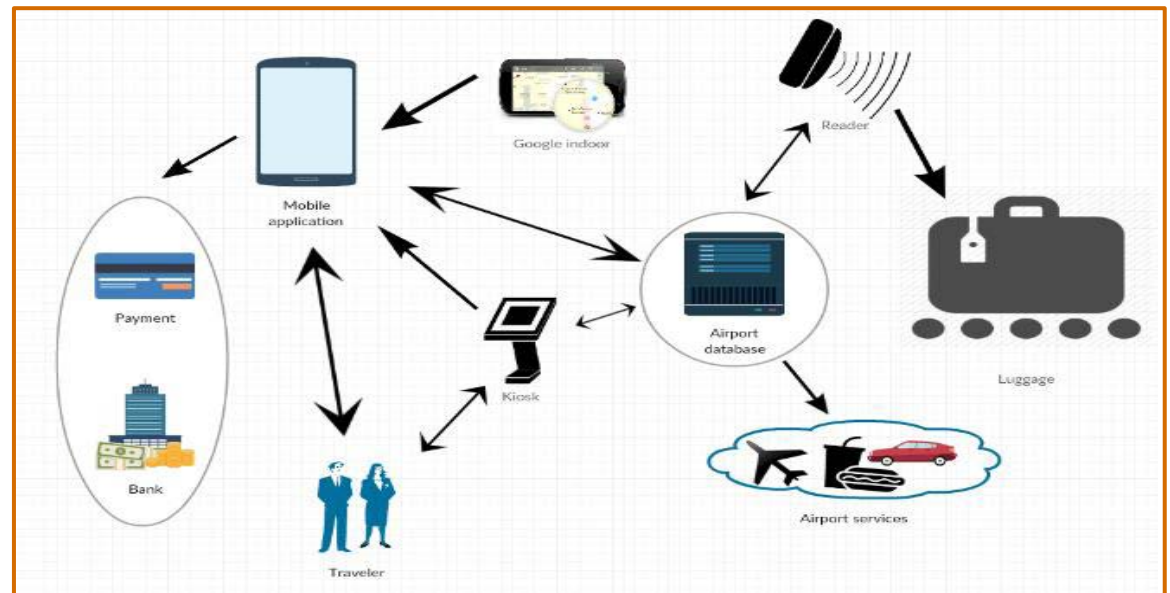 Google indoor
Reader
Mobile
application
Payment
Airport
database
Luggage
Kiosk
Bank
Airport services
Traveler